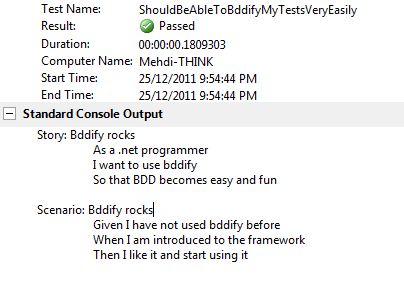 Test Name: ShouldBeAbleToBddifyMyTestsVeryEasily
Result: Passed
Duration: 00:00:00.1809303
Computer Name: Mehdi-THINK
Start Time: 25/12/2011 9:54:44 PM
End Time: 25/12/2011 9:54:44 PM
Standard Console Output
Story: Bddify rocks
As a .net programmer
I want to use bddify
So that BDD becomes easy and fun
Scenario: Bddify rocks
Given I have not used bddify before
When I am introduced to the framework
Then I like it and start using it